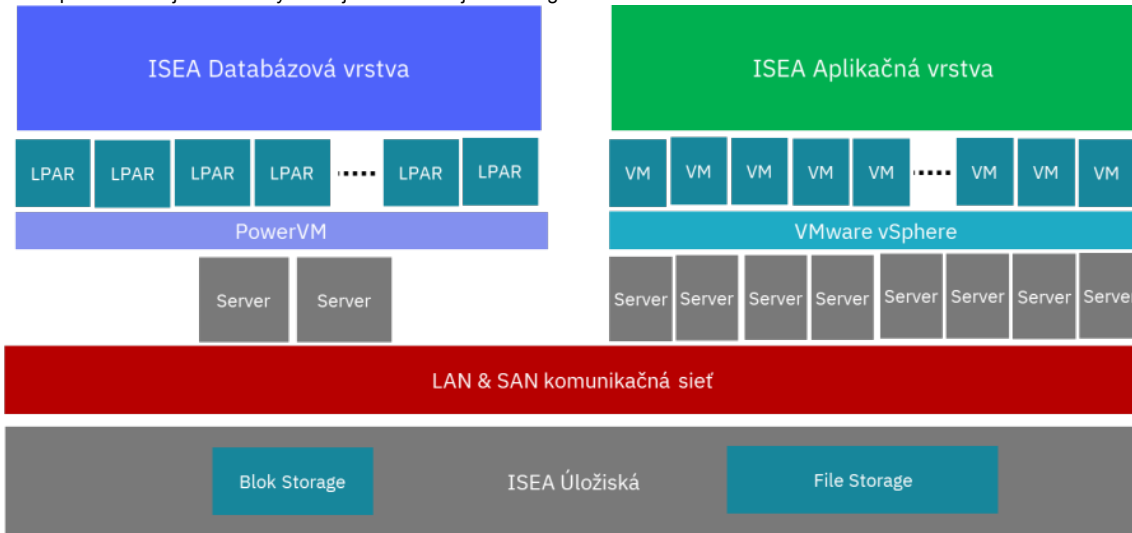 ISEA Databázová vrstva
ISEA Aplikačná vrstva
LPAR LPAR LPAR LPAR ..... LPAR LPAR
VM VM VM VM VM ..... VM VM VM
PowerVM
VMware vSphere
Server Server
Server Server Server Server Server Server Server Server
LAN & SAN komunikačná sieť
Blok Storage
ISEA Úložiská
File Storage